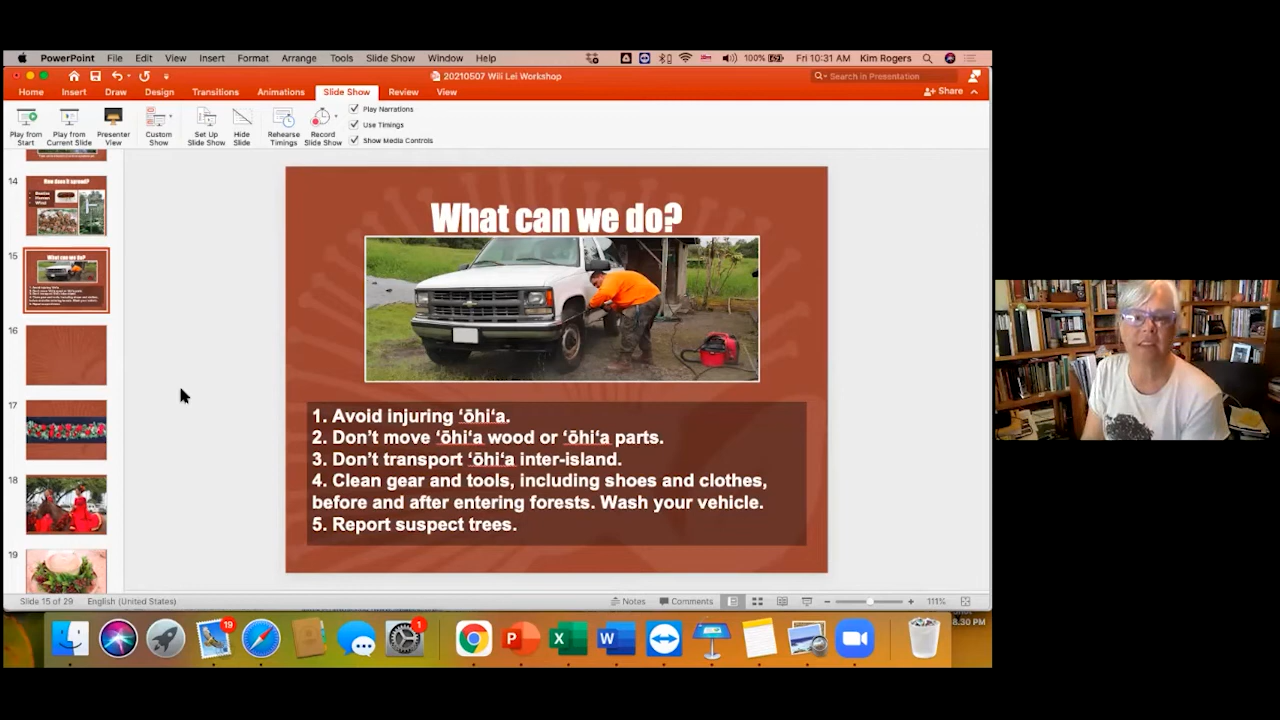 PowerPoint File Edit View Insert Format Arrange Tools Slide Show Window Help 100% Fri 10:31 AM Kim Rogers
20210507 Wili Lei Workshop
Search in Presentation
Home Insert Draw Design Transitions Animations Slide Show Review View
Share
Play from Start
Play from Current Slide
Presenter View
Custom Show
Set Up Slide Show
Hide Slide
Rehearse Timings
Record Slide Show
Play Narrations
Use Timings
Show Media Controls
14
How does it spread?
15
What can we do?
16
17
18
19
What can we do?
1. Avoid injuring ʻōhiʻa.
2. Don’t move ʻōhiʻa wood or ʻōhiʻa parts.
3. Don’t transport ʻōhiʻa inter-island.
4. Clean gear and tools, including shoes and clothes,
before and after entering forests. Wash your vehicle.
5. Report suspect trees.
Slide 15 of 29 English (United States)
Notes Comments 111%
19
1
8.30 PM